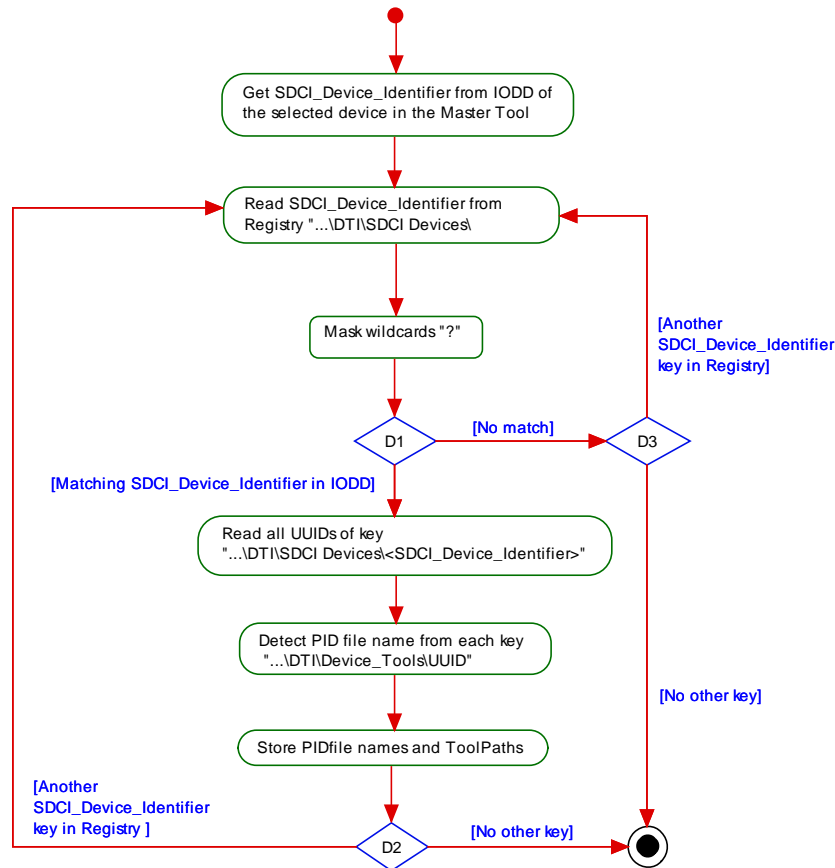 Get SDCI_Device_Identifier from IODD of
the selected device in the Master Tool
Read SDCI_Device_Identifier from
Registry "...\DTI\SDCI Devices\
Mask wildcards "?"
[Another
SDCI_Device_Identifier
key in Registry]
D1
[No match]
D3
[Matching SDCI_Device_Identifier in IODD]
Read all UUIDs of key
"...\DTI\SDCI Devices\<SDCI_Device_Identifier>"
Detect PID file name from each key
"...\DTI\Device_Tools\UUID"
[No other key]
Store PIDfile names and ToolPaths
[Another
SDCI_Device_Identifier
key in Registry ]
D2
[No other key]